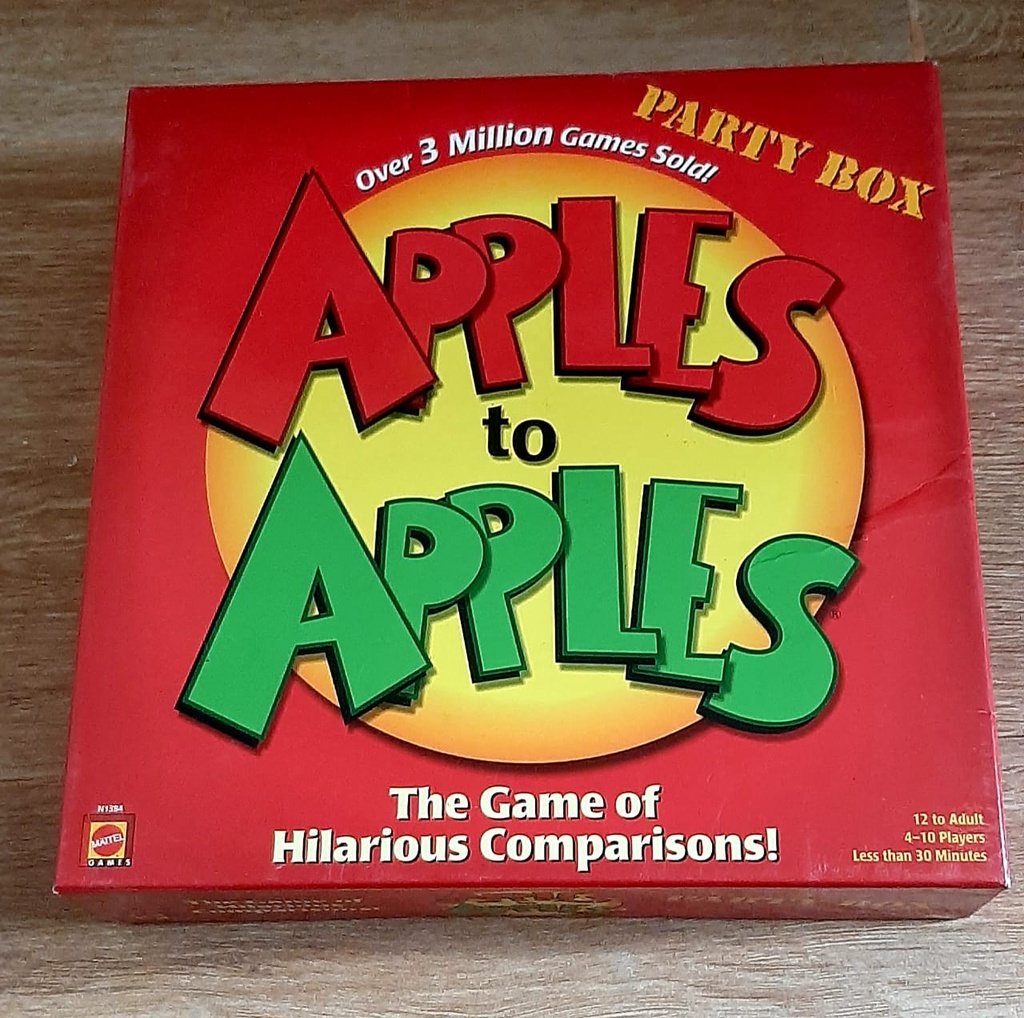 PARTY BOX
Over 3 Million Games Sold!
APPLES
to
APPLES®
The Game of
Hilarious Comparisons!
N1384
MATTEL
GAMES
12 to Adult
4-10 Players
Less than 30 Minutes